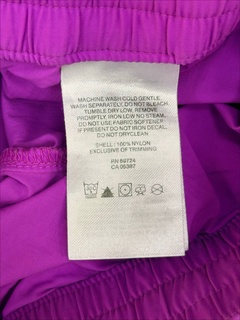 MACHINE WASH COLD GENTLE.
WASH SEPARATELY. DO NOT BLEACH.
TUMBLE DRY LOW, REMOVE
PROMPTLY, IRON LOW NO STEAM.
DO NOT USE FABRIC SOFTENER
IF PRESENT DO NOT IRON DECAL.
DO NOT DRYCLEAN
SHELL: 100% NYLON
EXCLUSIVE OF TRIMMING
RN 59724
CA 05397